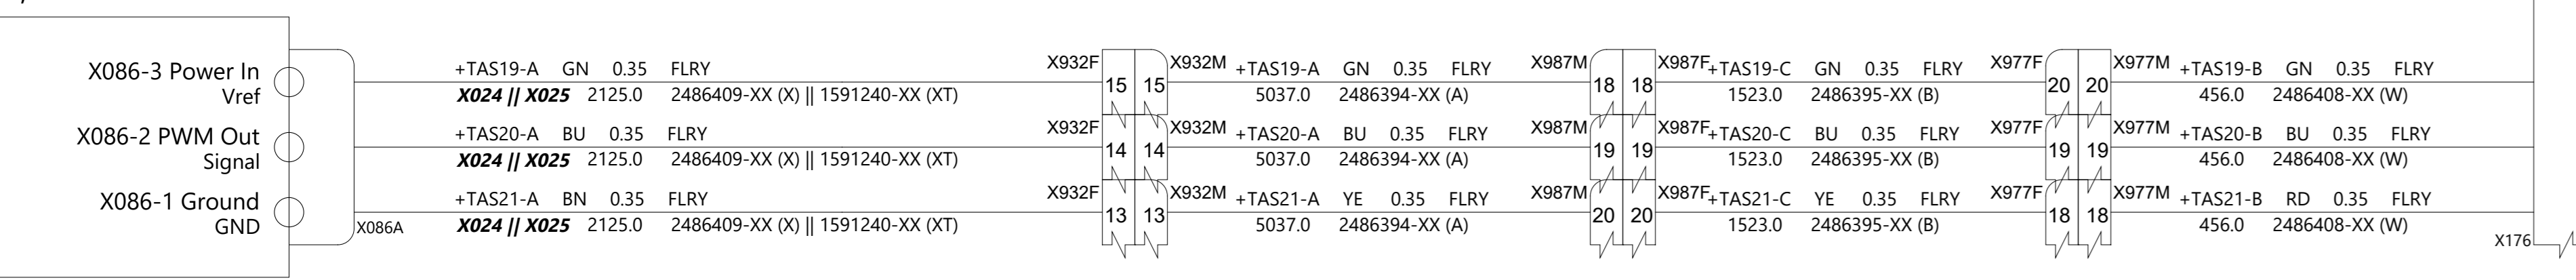 X086-3 Power In
Vref
+TAS19-A GN 0.35 FLRY
X024 || X025 2125.0 2486409-XX (X) || 1591240-XX (XT)
X932F 15 15 X932M
+TAS19-A GN 0.35 FLRY
5037.0 2486394-XX (A)
X987M 18 18 X987F
+TAS19-C GN 0.35 FLRY
1523.0 2486395-XX (B)
X977F 20 20 X977M
+TAS19-B GN 0.35 FLRY
456.0 2486408-XX (W)
X086-2 PWM Out
Signal
+TAS20-A BU 0.35 FLRY
X024 || X025 2125.0 2486409-XX (X) || 1591240-XX (XT)
X932F 14 14 X932M
+TAS20-A BU 0.35 FLRY
5037.0 2486394-XX (A)
X987M 19 19 X987F
+TAS20-C BU 0.35 FLRY
1523.0 2486395-XX (B)
X977F 19 19 X977M
+TAS20-B BU 0.35 FLRY
456.0 2486408-XX (W)
X086-1 Ground
GND
X086A
+TAS21-A BN 0.35 FLRY
X024 || X025 2125.0 2486409-XX (X) || 1591240-XX (XT)
X932F 13 13 X932M
+TAS21-A YE 0.35 FLRY
5037.0 2486394-XX (A)
X987M 20 20 X987F
+TAS21-C YE 0.35 FLRY
1523.0 2486395-XX (B)
X977F 18 18 X977M
+TAS21-B RD 0.35 FLRY
456.0 2486408-XX (W)
X176